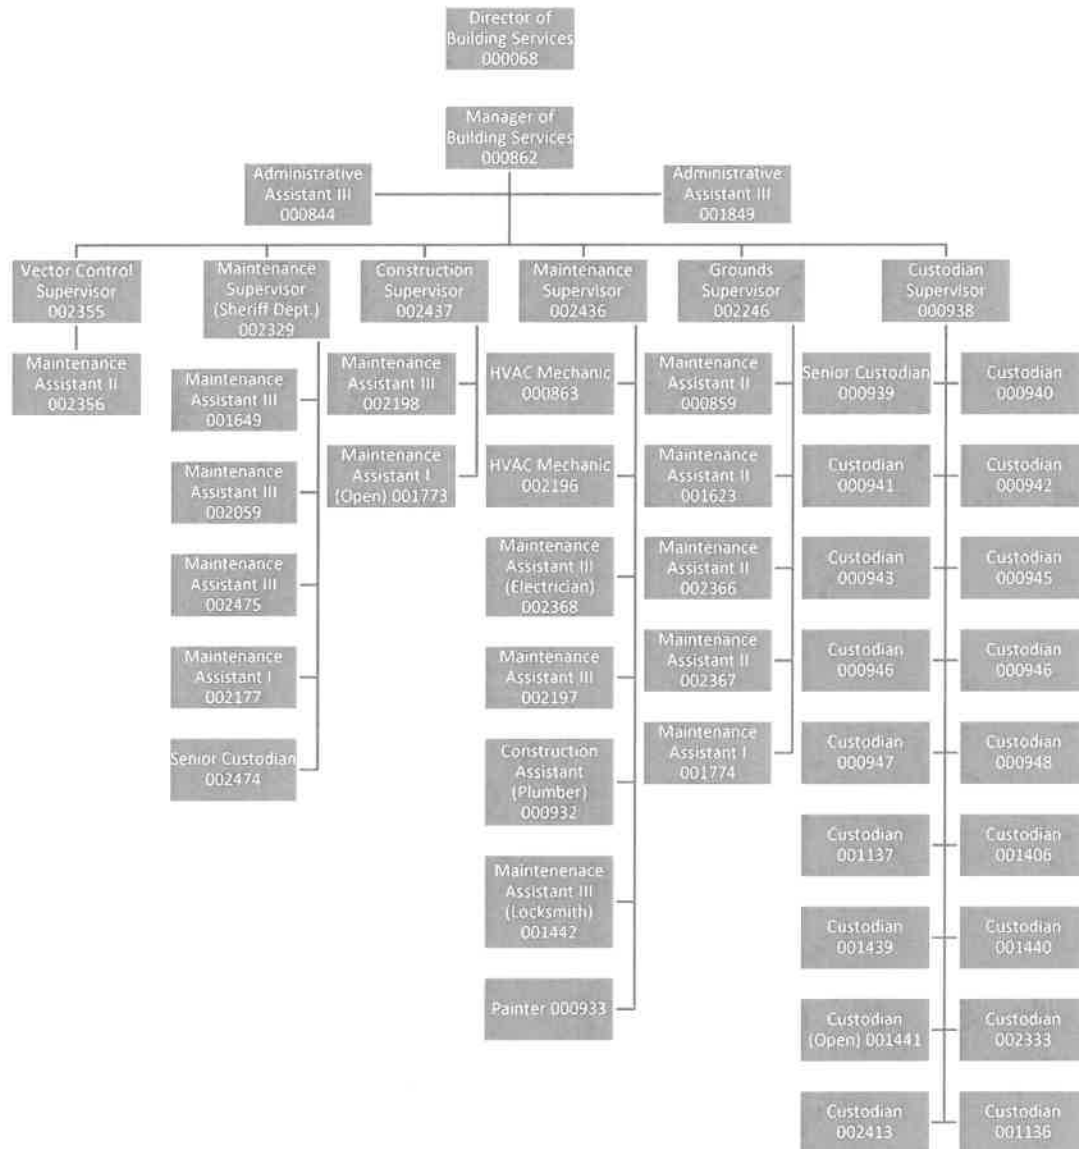 Director of
Building Services
000068
Manager of
Building Services
000862
Administrative
Assistant III
000844
Administrative
Assistant III
001849
Vector Control
Supervisor
002355
Maintenance
Supervisor
(Sheriff Dept.)
002329
Construction
Supervisor
002437
Maintenance
Supervisor
002436
Grounds
Supervisor
002246
Custodian
Supervisor
000938
Maintenance
Assistant II
002356
Maintenance
Assistant III
001649
Maintenance
Assistant III
002059
Maintenance
Assistant III
002475
Maintenance
Assistant I
002177
Senior Custodian
002474
Maintenance
Assistant III
002198
Maintenance
Assistant I
(Open) 001773
HVAC Mechanic
000863
HVAC Mechanic
002196
Maintenance
Assistant III
(Electrician)
002368
Maintenance
Assistant III
002197
Construction
Assistant
(Plumber)
000932
Maintenenace
Assistant III
(Locksmith)
001442
Painter 000933
Maintenance
Assistant II
000859
Maintenance
Assistant II
001623
Maintenance
Assistant II
002366
Maintenance
Assistant II
002367
Maintenance
Assistant I
001774
Senior Custodian
000939
Custodian
000940
Custodian
000941
Custodian
000942
Custodian
000943
Custodian
000945
Custodian
000946
Custodian
000946
Custodian
000947
Custodian
000948
Custodian
001137
Custodian
001406
Custodian
001439
Custodian
001440
Custodian
(Open) 001441
Custodian
002333
Custodian
002413
Custodian
001136